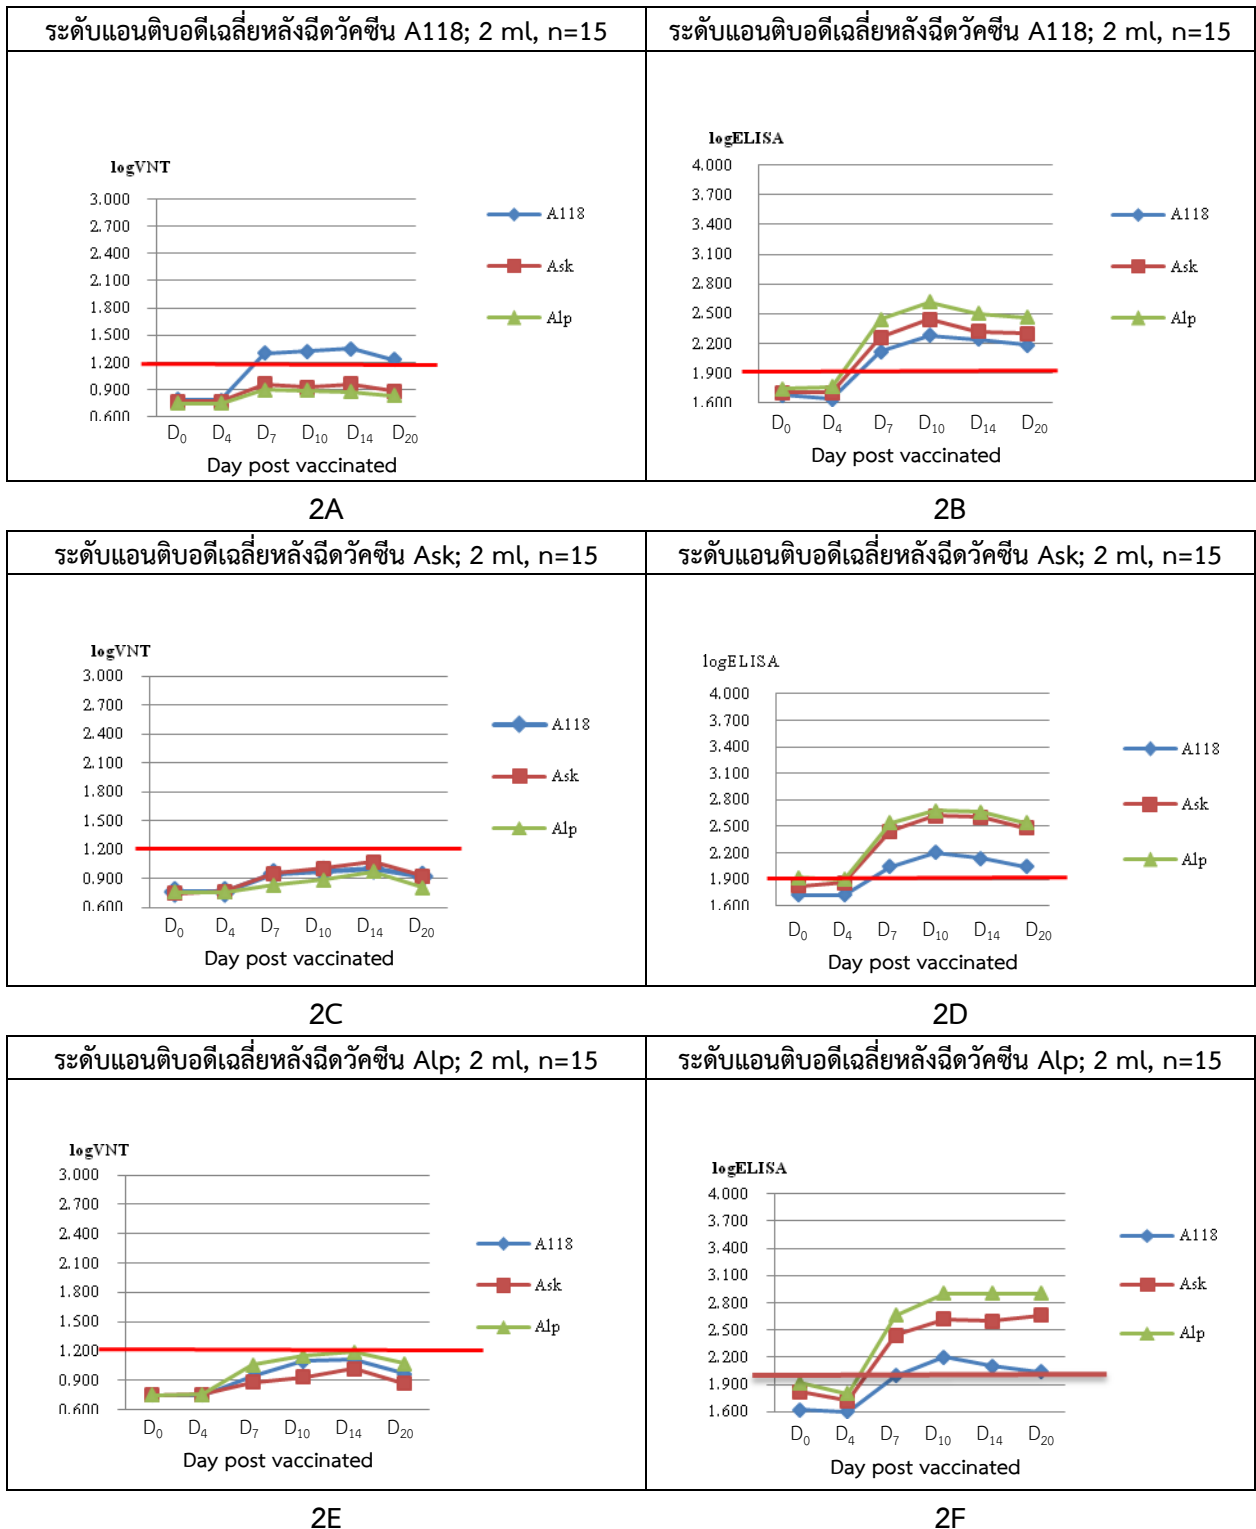 ระดับแอนติบอดีเฉลี่ยหลังฉีดวัคซีน A118; 2 ml, n=15
logVNT
3.000
2.700
2.400
2.100
1.800
1.500
1.200
0.900
0.600
A118
Ask
Alp
D0 D4 D7 D10 D14 D20
Day post vaccinated
2A
ระดับแอนติบอดีเฉลี่ยหลังฉีดวัคซีน A118; 2 ml, n=15
logELISA
4.000
3.700
3.400
3.100
2.800
2.500
2.200
1.900
1.600
A118
Ask
Alp
D0 D4 D7 D10 D14 D20
Day post vaccinated
2B
ระดับแอนติบอดีเฉลี่ยหลังฉีดวัคซีน Ask; 2 ml, n=15
logVNT
3.000
2.700
2.400
2.100
1.800
1.500
1.200
0.900
0.600
A118
Ask
Alp
D0 D4 D7 D10 D14 D20
Day post vaccinated
2C
ระดับแอนติบอดีเฉลี่ยหลังฉีดวัคซีน Ask; 2 ml, n=15
logELISA
4.000
3.700
3.400
3.100
2.800
2.500
2.200
1.900
1.600
A118
Ask
Alp
D0 D4 D7 D10 D14 D20
Day post vaccinated
2D
ระดับแอนติบอดีเฉลี่ยหลังฉีดวัคซีน Alp; 2 ml, n=15
logVNT
3.000
2.700
2.400
2.100
1.800
1.500
1.200
0.900
0.600
A118
Ask
Alp
D0 D4 D7 D10 D14 D20
Day post vaccinated
2E
ระดับแอนติบอดีเฉลี่ยหลังฉีดวัคซีน Alp; 2 ml, n=15
logELISA
4.000
3.700
3.400
3.100
2.800
2.500
2.200
1.900
1.600
A118
Ask
Alp
D0 D4 D7 D10 D14 D20
Day post vaccinated
2F